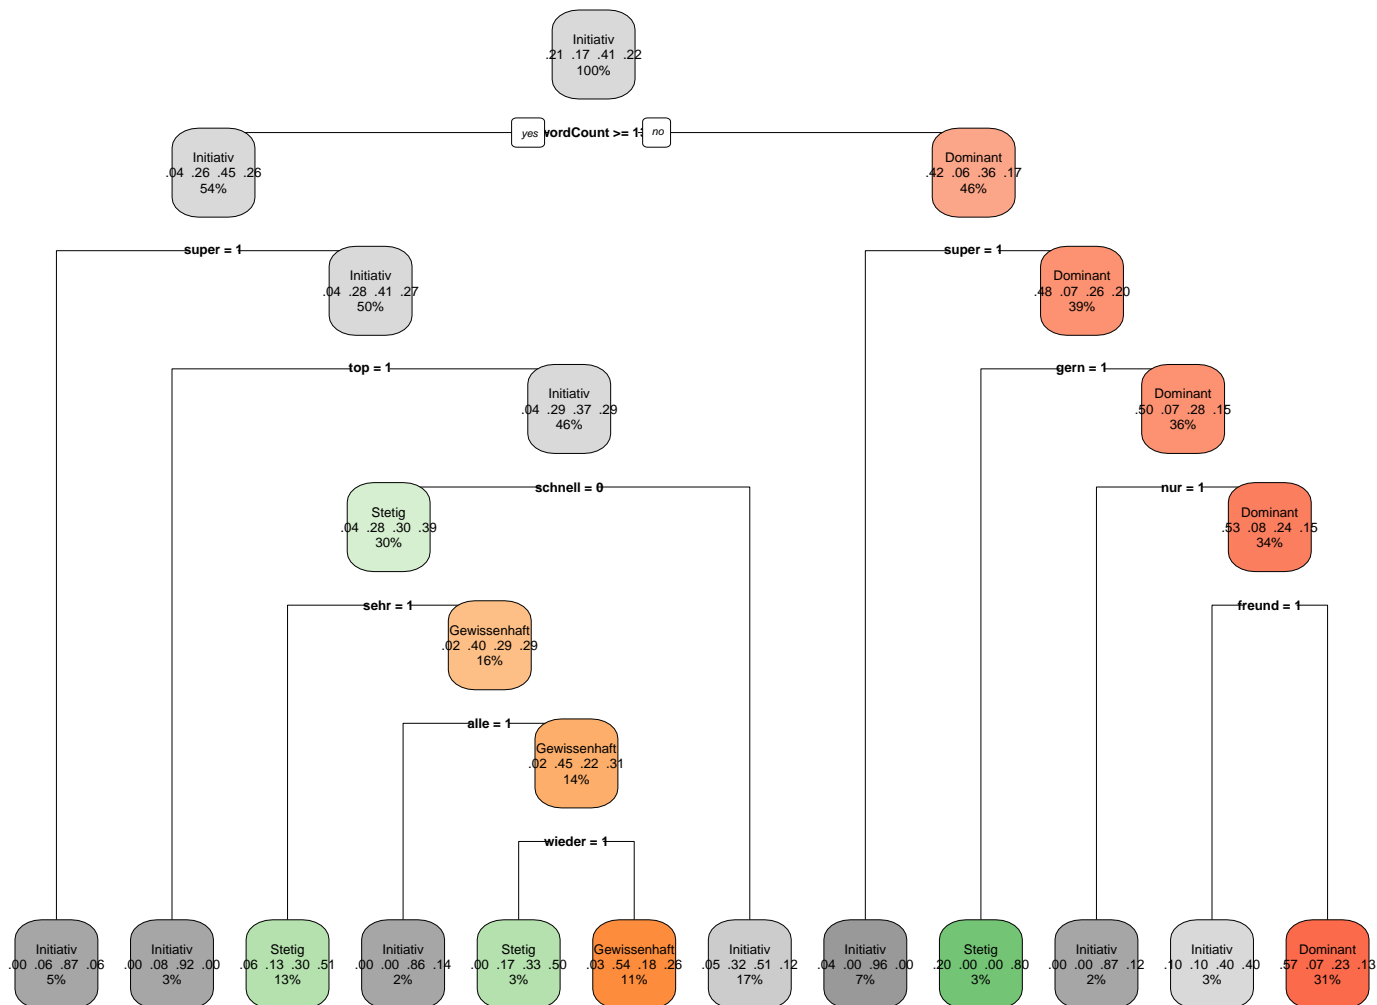 Initiativ
.21 .17 .41 .22
100%
yes
wordCount >= 13
no
Initiativ
.04 .26 .45 .26
54%
Dominant
.42 .06 .36 .17
46%
super = 1
super = 1
Initiativ
.04 .28 .41 .27
50%
Dominant
.48 .07 .26 .20
39%
top = 1
gern = 1
Initiativ
.04 .29 .37 .29
46%
Dominant
.50 .07 .28 .15
36%
schnell = 0
nur = 1
Stetig
.04 .28 .30 .39
30%
Dominant
.53 .08 .24 .15
34%
sehr = 1
freund = 1
Gewissenhaft
.02 .40 .29 .29
16%
alle = 1
Gewissenhaft
.02 .45 .22 .31
14%
wieder = 1
Initiativ
.00 .06 .87 .06
5%
Initiativ
.00 .08 .92 .00
3%
Stetig
.06 .13 .30 .51
13%
Initiativ
.00 .00 .86 .14
2%
Stetig
.00 .17 .33 .50
3%
Gewissenhaft
.03 .54 .18 .26
11%
Initiativ
.05 .32 .51 .12
17%
Initiativ
.04 .00 .96 .00
7%
Stetig
.20 .00 .00 .80
3%
Initiativ
.00 .00 .87 .12
2%
Initiativ
.10 .10 .40 .40
3%
Dominant
.57 .07 .23 .13
31%